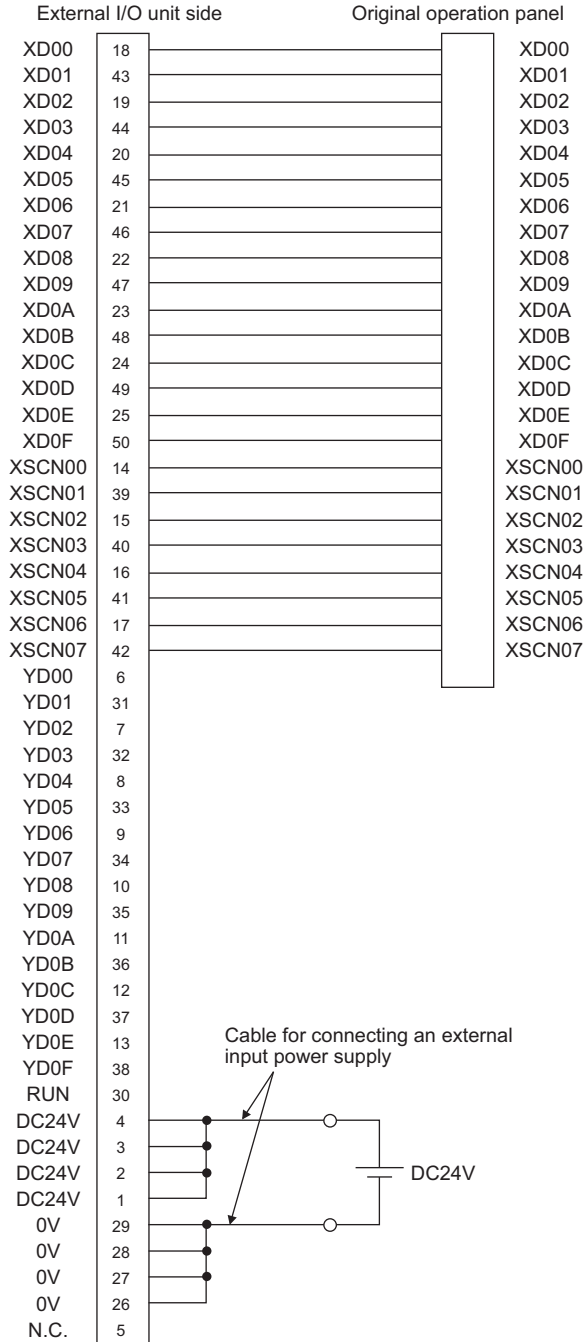 External I/O unit side Original operation panel
XD00 18 XD00
XD01 43 XD01
XD02 19 XD02
XD03 44 XD03
XD04 20 XD04
XD05 45 XD05
XD06 21 XD06
XD07 46 XD07
XD08 22 XD08
XD09 47 XD09
XD0A 23 XD0A
XD0B 48 XD0B
XD0C 24 XD0C
XD0D 49 XD0D
XD0E 25 XD0E
XD0F 50 XD0F
XSCN00 14 XSCN00
XSCN01 39 XSCN01
XSCN02 15 XSCN02
XSCN03 40 XSCN03
XSCN04 16 XSCN04
XSCN05 41 XSCN05
XSCN06 17 XSCN06
XSCN07 42 XSCN07
YD00 6
YD01 31
YD02 7
YD03 32
YD04 8
YD05 33
YD06 9
YD07 34
YD08 10
YD09 35
YD0A 11
YD0B 36
YD0C 12
YD0D 37
YD0E 13
YD0F 38
Cable for connecting an external
input power supply
RUN 30
DC24V 4
DC24V 3
DC24V 2 DC24V
DC24V 1
0V 29
0V 28
0V 27
0V 26
N.C. 5